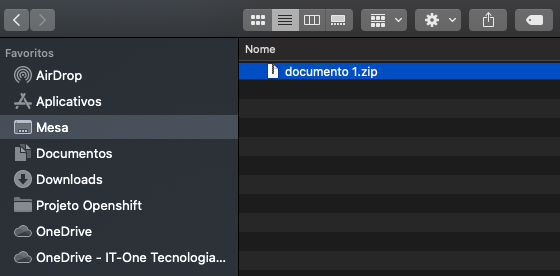 Favoritos
AirDrop
Aplicativos
Mesa
Documentos
Downloads
Projeto Openshift
OneDrive
OneDrive - IT-One Tecnologia...
Nome
documento 1.zip